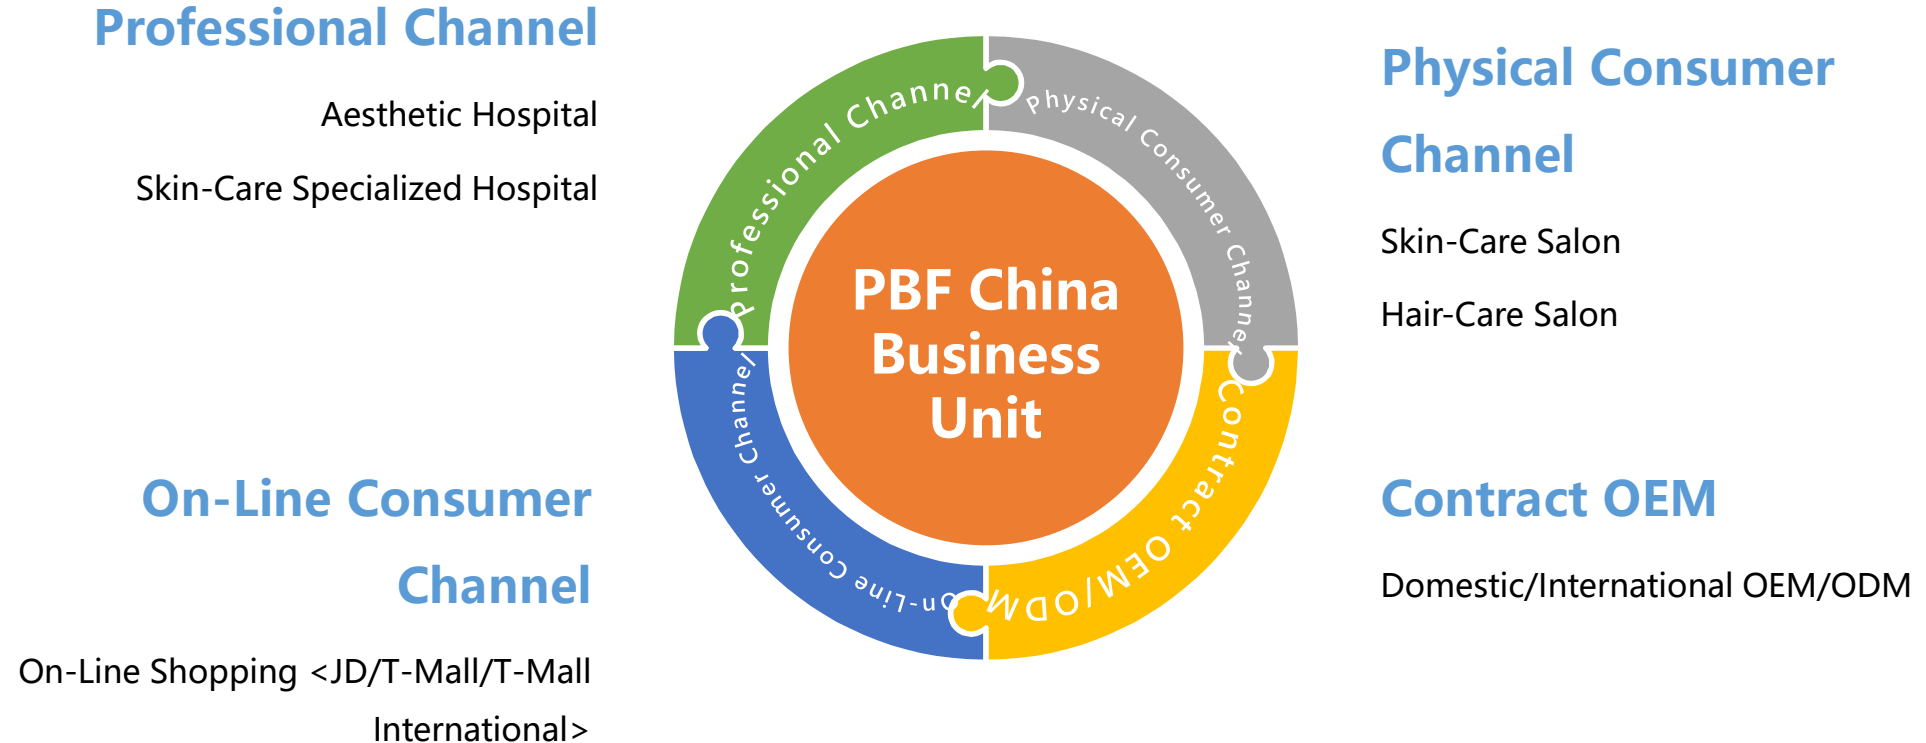 Professional Channel
Aesthetic Hospital
Skin-Care Specialized Hospital
Physical Consumer
Channel
Skin-Care Salon
Hair-Care Salon
Professional Channel
Physical Consumer Channel
PBF China
Business
Unit
On-Line Consumer Channel
Contract OEM/ODM
On-Line Consumer
Channel
On-Line Shopping <JD/T-Mall/T-Mall
International>
Contract OEM
Domestic/International OEM/ODM